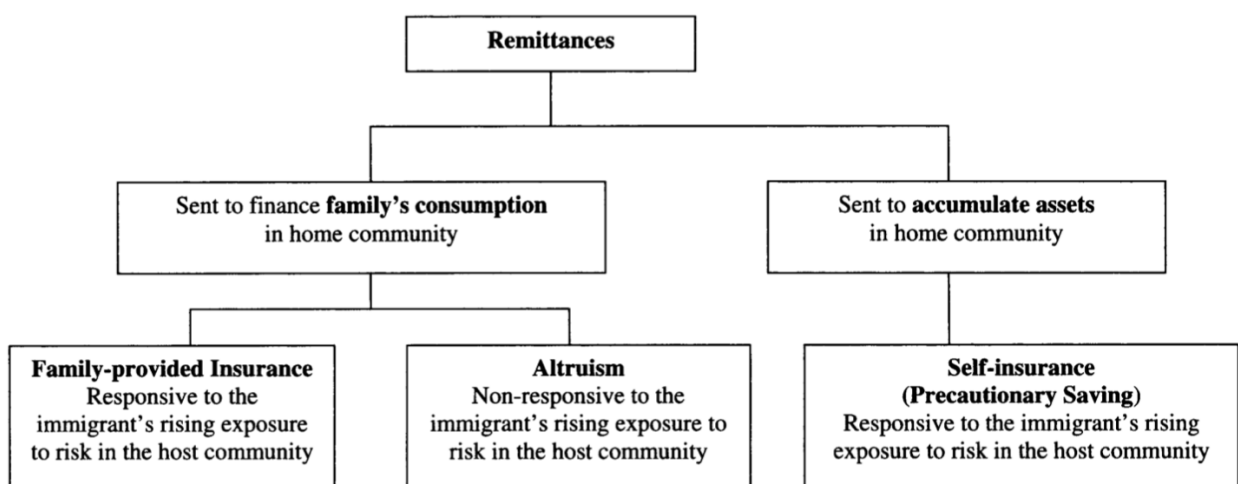 Remittances
Sent to finance family's consumption
in home community
Sent to accumulate assets
in home community
Family-provided Insurance
Responsive to the
immigrant's rising exposure
to risk in the host community
Altruism
Non-responsive to the
immigrant's rising exposure to
risk in the host community
Self-insurance
(Precautionary Saving)
Responsive to the immigrant's rising
exposure to risk in the host community